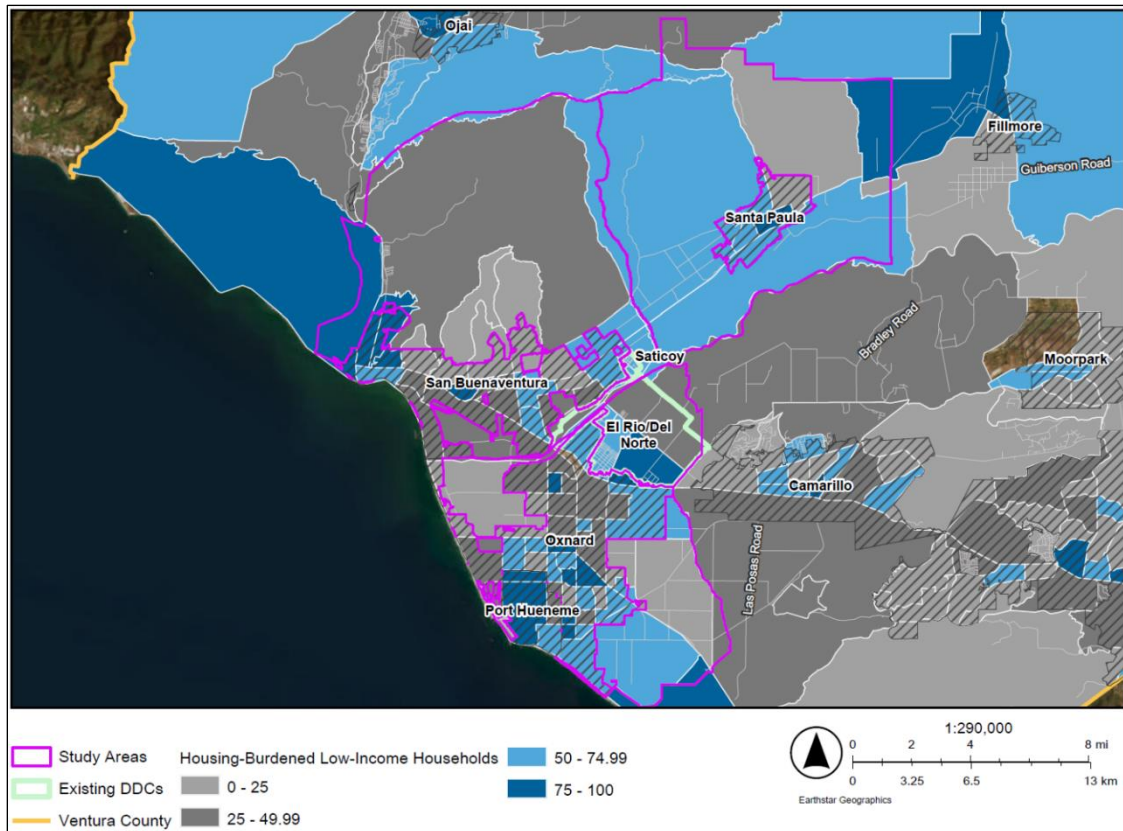 Ojai
Fillmore
Guiberson Road
Santa Paula
Bradley Road
Moorpark
Saticoy
San Buenaventura
El Rio/Del
Norte
Camarillo
Oxnard
Las Posas Road
Port Hueneme
Study Areas
Existing DDCs
Ventura County
Housing-Burdened Low-Income Households
0 - 25
25 - 49.99
50 - 74.99
75 - 100
1:290,000
0 2 4 8 mi
0 3.25 6.5 13 km
Earthstar Geographics